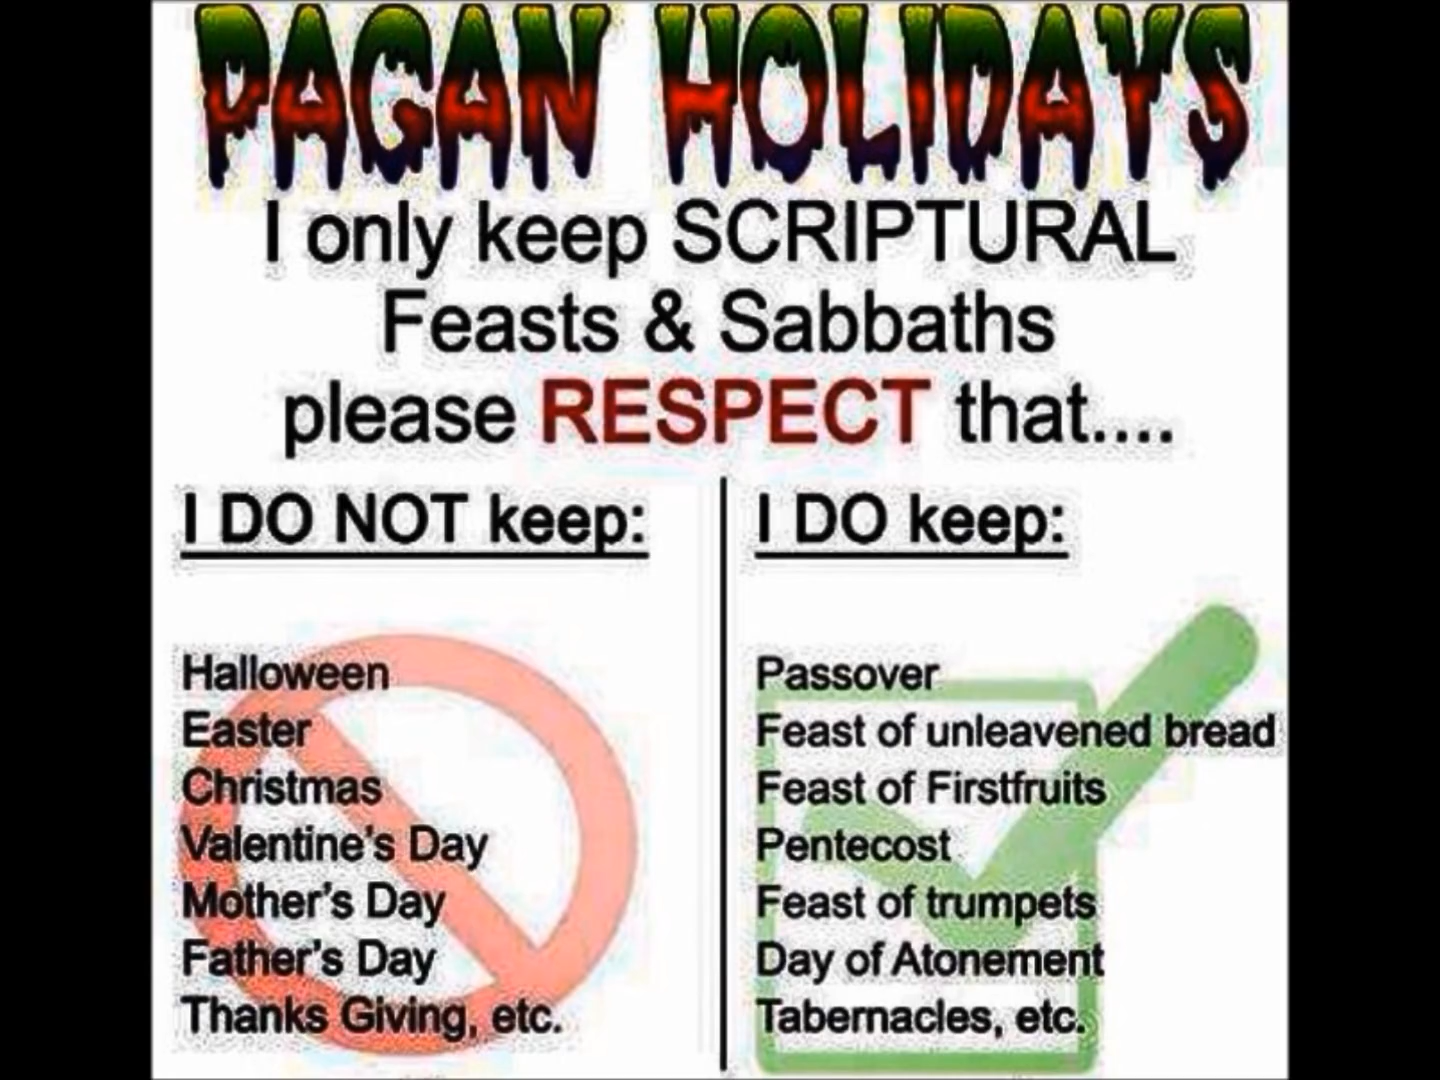 PAGAN HOLIDAYS
I only keep SCRIPTURAL
Feasts & Sabbaths
please RESPECT that....
I DO NOT keep:
Halloween
Easter
Christmas
Valentine's Day
Mother's Day
Father's Day
Thanks Giving, etc.
I DO keep:
Passover
Feast of unleavened bread
Feast of Firstfruits
Pentecost
Feast of trumpets
Day of Atonement
Tabernacles, etc.